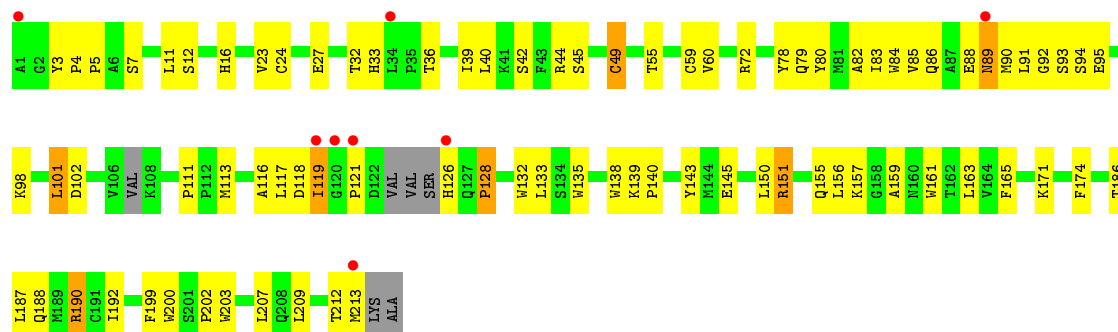 A1 G2 Y3 P4 P5 A6 S7 L11 S12 H16 V23 C24 E27 T32 H33 L34 P35 T36 I39 L40 K41 S42 F43 R44 S45 C49 T55 C59 V60 R72 Y78 Q79 Y80 M81 A82 I83 W84 V85 Q86 A87 E88 N89 M90 L91 G92 S93 S94 E95
K98 L101 D102 V106 VAL K108 P111 P112 M113 A116 L117 D118 I119 G120 P121 D122 VAL VAL SER H126 Q127 P128 W132 L133 S134 W135 W138 K139 P140 Y143 M144 E145 L150 R151 Q155 L156 K157 G158 A159 N160 W161 T162 L163 V164 F165 K171 F174 T186
L187 Q188 M189 R190 C191 I192 F199 W200 S201 P202 W203 L207 Q208 L209 T212 M213 LYS ALA